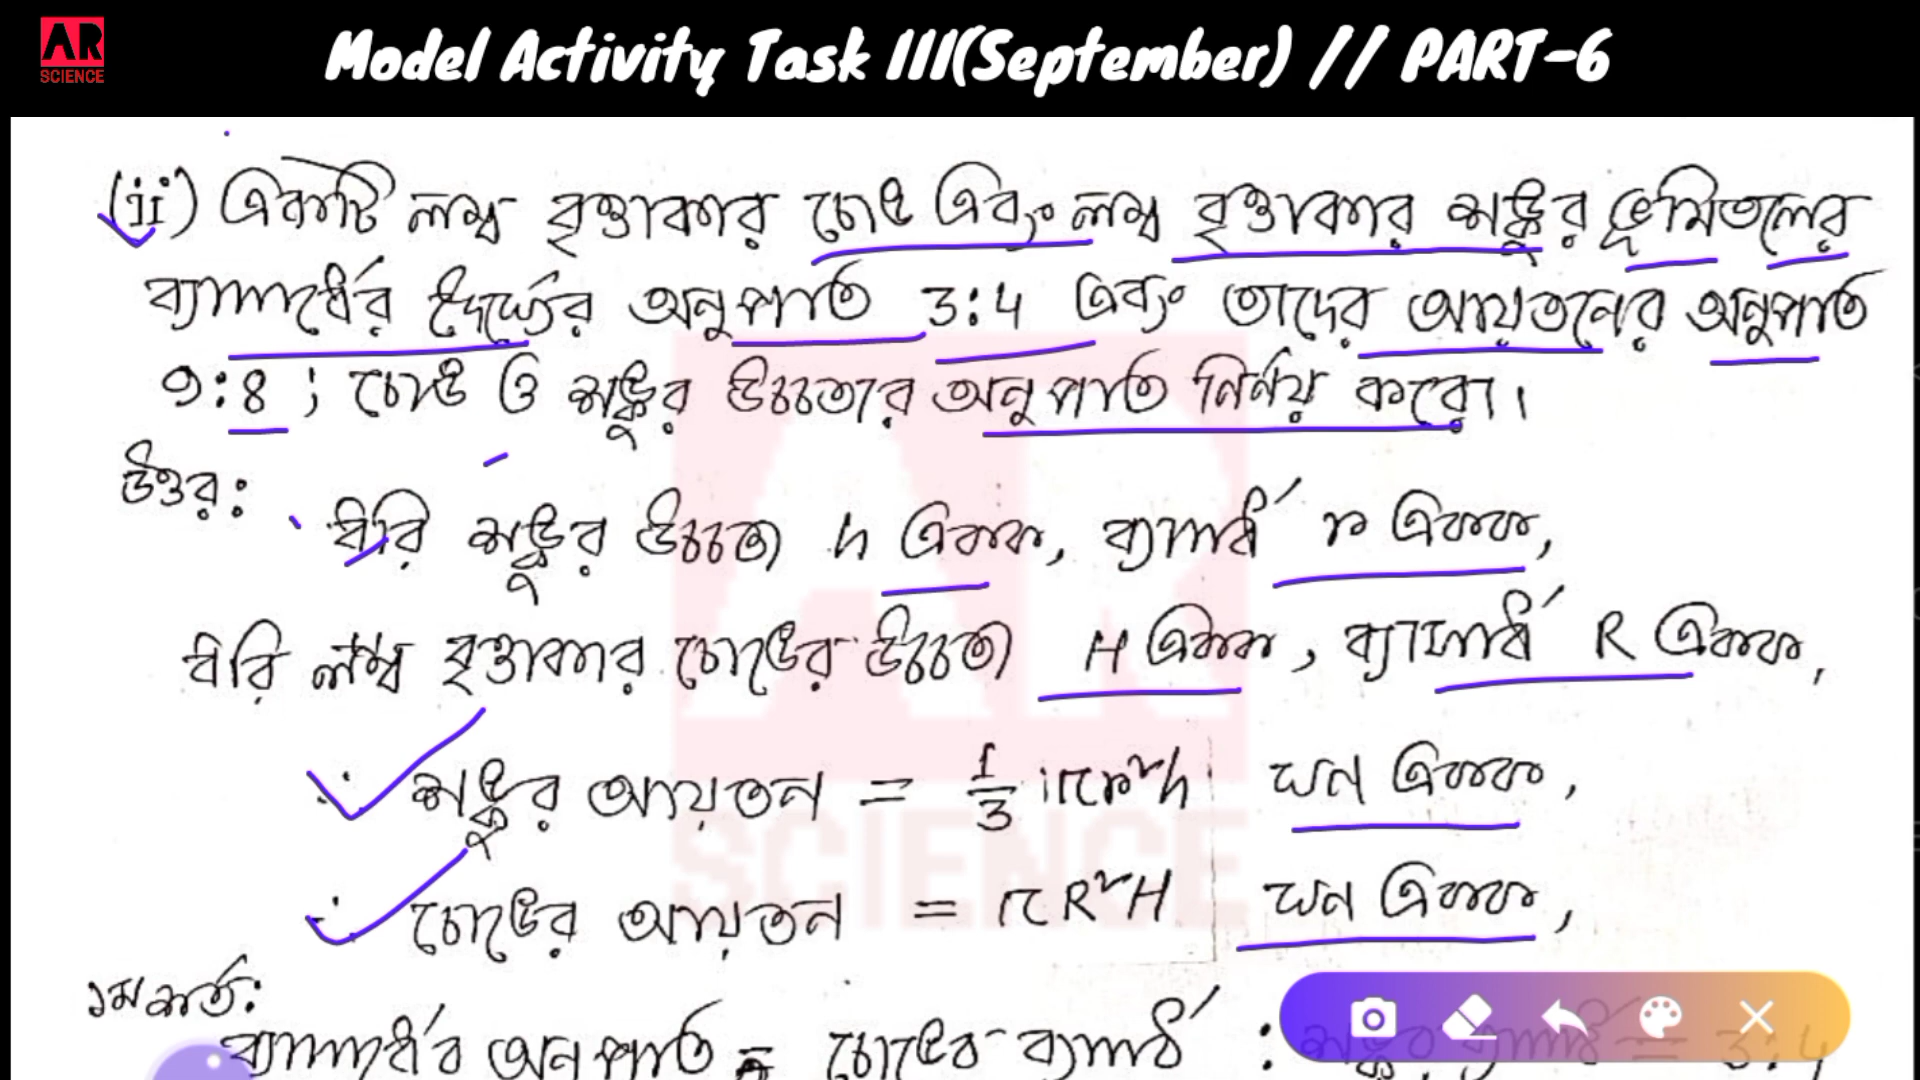 AR
SCIENCE
Model Activity Task III(September) // PART-6
(ii) একটি লম্ব বৃত্তাকার চোঙ এবং লম্ব বৃত্তাকার শঙ্কুর ভূমিতলের
ব্যাসার্ধের দৈর্ঘ্যের অনুপাত 3:4 এবং তাদের আয়তনের অনুপাত
9:8 ; চোঙ ও শঙ্কুর উচ্চতার অনুপাত নির্ণয় করো।
উত্তর:
ধরি শঙ্কুর উচ্চতা h একক, ব্যাসার্ধ r একক,
ধরি লম্ব বৃত্তাকার চোঙের উচ্চতা H একক, ব্যাসার্ধ R একক,
∴ শঙ্কুর আয়তন = 1/3 πr²h ঘন একক,
∴ চোঙের আয়তন = πR²H ঘন একক,
১ম শর্ত:
ব্যাসার্ধের অনুপাত = চোঙের ব্যাসার্ধ : শঙ্কুর ব্যাসার্ধ = 3:4